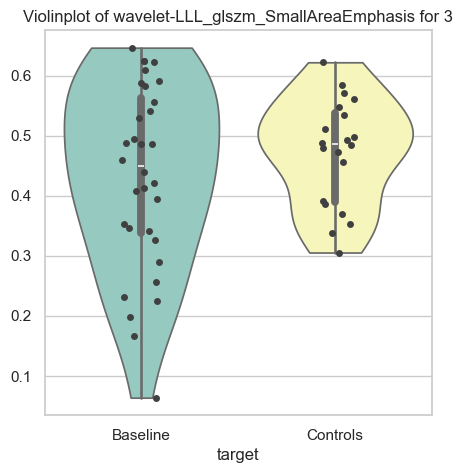 Violinplot of wavelet-LLL_glszm_SmallAreaEmphasis for 3
0.6
0.5
0.4
0.3
0.2
0.1
Baseline
Controls
target